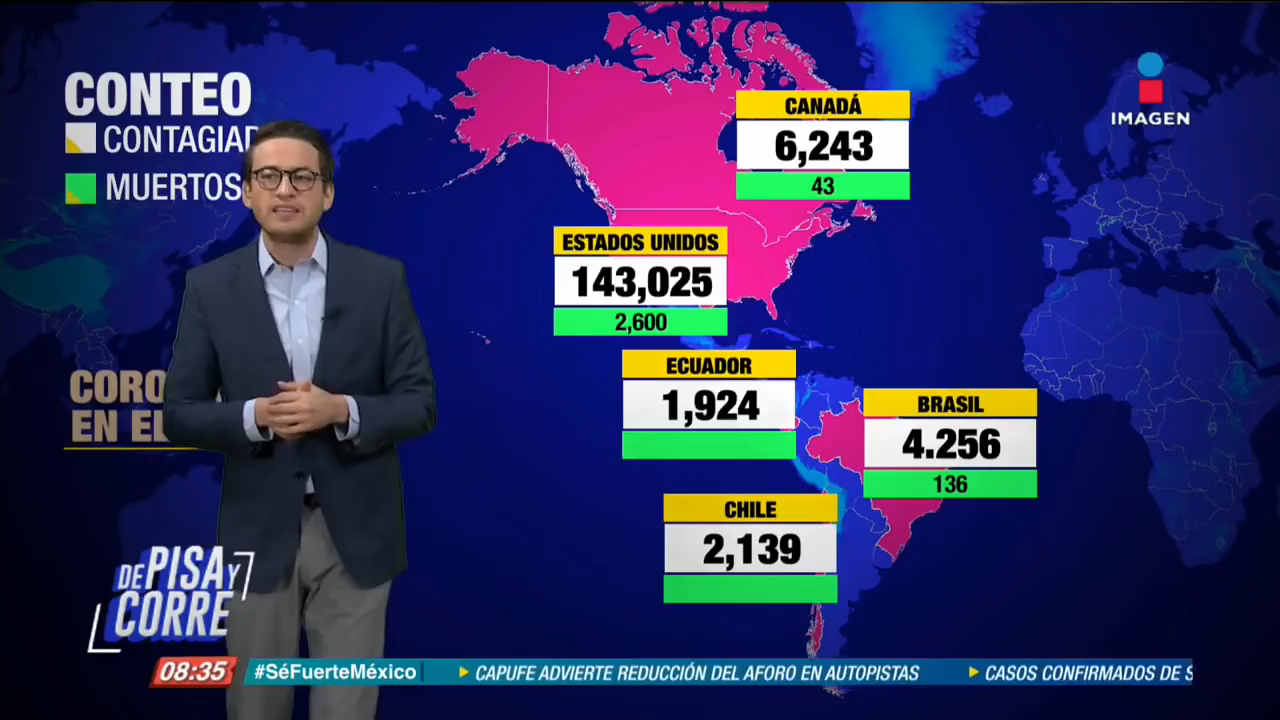 CONTEO
CONTAGIAD
MUERTOS
IMAGEN
CANADÁ
6,243
43
ESTADOS UNIDOS
143,025
2,600
ECUADOR
1,924
BRASIL
4.256
136
CHILE
2,139
CORO
EN EL
DE PISA Y
CORRE
08:35 #SéFuerteMéxico CAPUFE ADVIERTE REDUCCIÓN DEL AFORO EN AUTOPISTAS CASOS CONFIRMADOS DE S